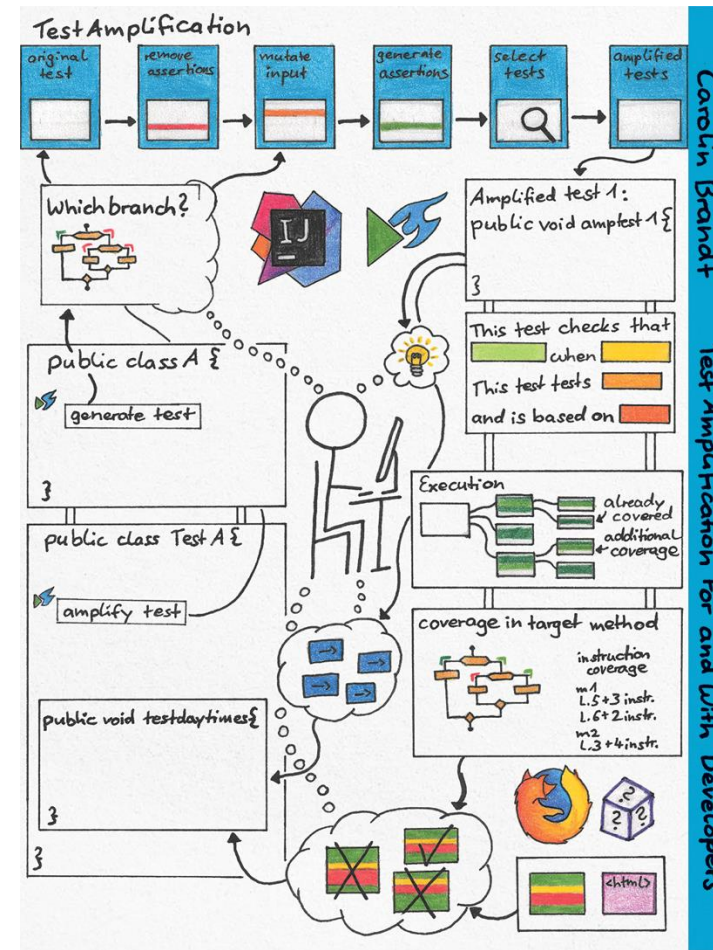 Test Amplification
original test
remove assertions
mutate input
generate assertions
select tests
amplified tests
Which branch?
IJ
Amplified test 1:
public void amptest 1 {
}
This test checks that
when
This test tests
and is based on
public class A {
generate test
}
Execution
already covered
additional coverage
public class Test A {
amplify test
coverage in target method
instruction coverage
m1
L.5+3 instr.
L.6+2 instr.
m2
L.3+4 instr.
public void testdaytimes{
}
}
?
?
?
<html>
Carolin Brandt
Test Amplification For and With Developers